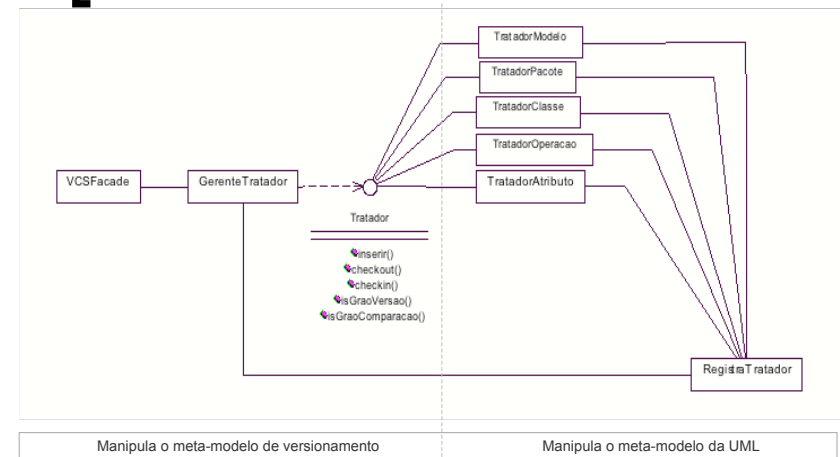 TratadorModelo
TratadorPacote
TratadorClasse
TratadorOperacao
VCSFacade
GerenteTratador
TratadorAtributo
Tratador
inserir()
checkout()
checkin()
isGraoVersao()
isGraoComparacao()
RegistraTratador
Manipula o meta-modelo de versionamento
Manipula o meta-modelo da UML